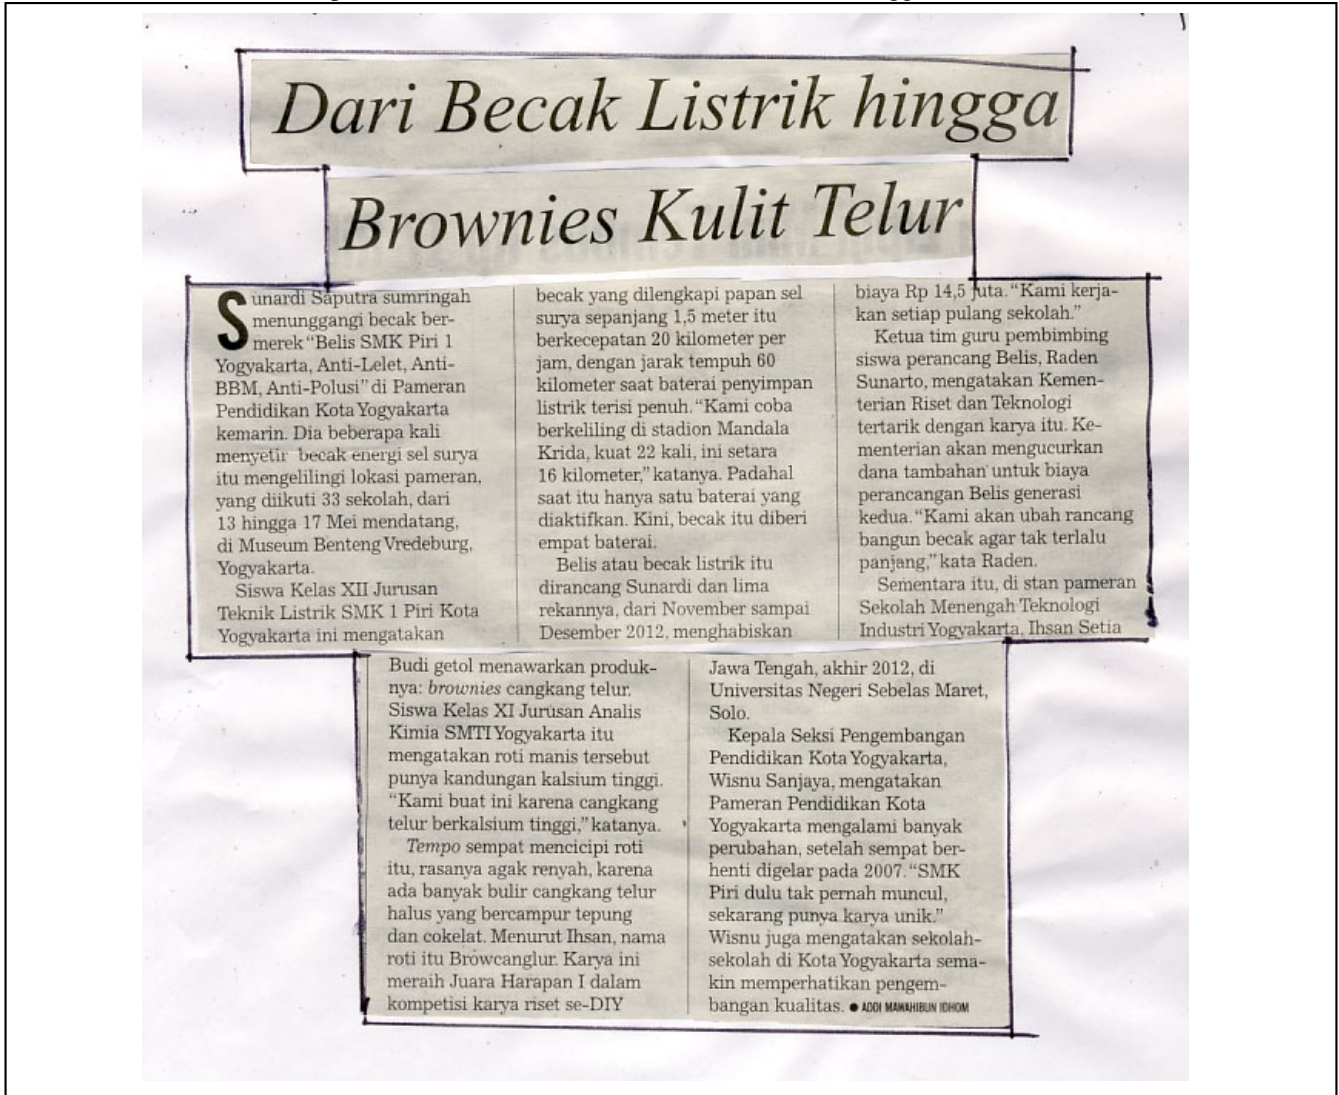 Dari Becak Listrik hingga
Brownies Kulit Telur
Sunardi Saputra sumringah
menunggangi becak ber-
merek “Belis SMK Piri 1
Yogyakarta, Anti-Lelet, Anti-
BBM, Anti-Polusi” di Pameran
Pendidikan Kota Yogyakarta
kemarin. Dia beberapa kali
menyetir becak energi sel surya
itu mengelilingi lokasi pameran,
yang diikuti 33 sekolah, dari
13 hingga 17 Mei mendatang,
di Museum Benteng Vredeburg,
Yogyakarta.
Siswa Kelas XII Jurusan
Teknik Listrik SMK 1 Piri Kota
Yogyakarta ini mengatakan
becak yang dilengkapi papan sel
surya sepanjang 1,5 meter itu
berkecepatan 20 kilometer per
jam, dengan jarak tempuh 60
kilometer saat baterai penyimpan
listrik terisi penuh. “Kami coba
berkeliling di stadion Mandala
Krida, kuat 22 kali, ini setara
16 kilometer,” katanya. Padahal
saat itu hanya satu baterai yang
diaktifkan. Kini, becak itu diberi
empat baterai.
Belis atau becak listrik itu
dirancang Sunardi dan lima
rekannya, dari November sampai
Desember 2012, menghabiskan
biaya Rp 14,5 juta. “Kami kerja-
kan setiap pulang sekolah.”
Ketua tim guru pembimbing
siswa perancang Belis, Raden
Sunarto, mengatakan Kemen-
terian Riset dan Teknologi
tertarik dengan karya itu. Ke-
menterian akan mengucurkan
dana tambahan untuk biaya
perancangan Belis generasi
kedua. “Kami akan ubah rancang
bangun becak agar tak terlalu
panjang,” kata Raden.
Sementara itu, di stan pameran
Sekolah Menengah Teknologi
Industri Yogyakarta, Ihsan Setia
Budi getol menawarkan produk-
nya: brownies cangkang telur.
Siswa Kelas XI Jurusan Analis
Kimia SMTI Yogyakarta itu
mengatakan roti manis tersebut
punya kandungan kalsium tinggi.
“Kami buat ini karena cangkang
telur berkalsium tinggi,” katanya.
Tempo sempat mencicipi roti
itu, rasanya agak renyah, karena
ada banyak bulir cangkang telur
halus yang bercampur tepung
dan cokelat. Menurut Ihsan, nama
roti itu Browcanglur. Karya ini
meraih Juara Harapan I dalam
kompetisi karya riset se-DIY
Jawa Tengah, akhir 2012, di
Universitas Negeri Sebelas Maret,
Solo.
Kepala Seksi Pengembangan
Pendidikan Kota Yogyakarta,
Wisnu Sanjaya, mengatakan
Pameran Pendidikan Kota
Yogyakarta mengalami banyak
perubahan, setelah sempat ber-
henti digelar pada 2007. “SMK
Piri dulu tak pernah muncul,
sekarang punya karya unik.”
Wisnu juga mengatakan sekolah-
sekolah di Kota Yogyakarta sema-
kin memperhatikan pengem-
bangan kualitas. ● ADDI MAWAHIBUN IDHOM